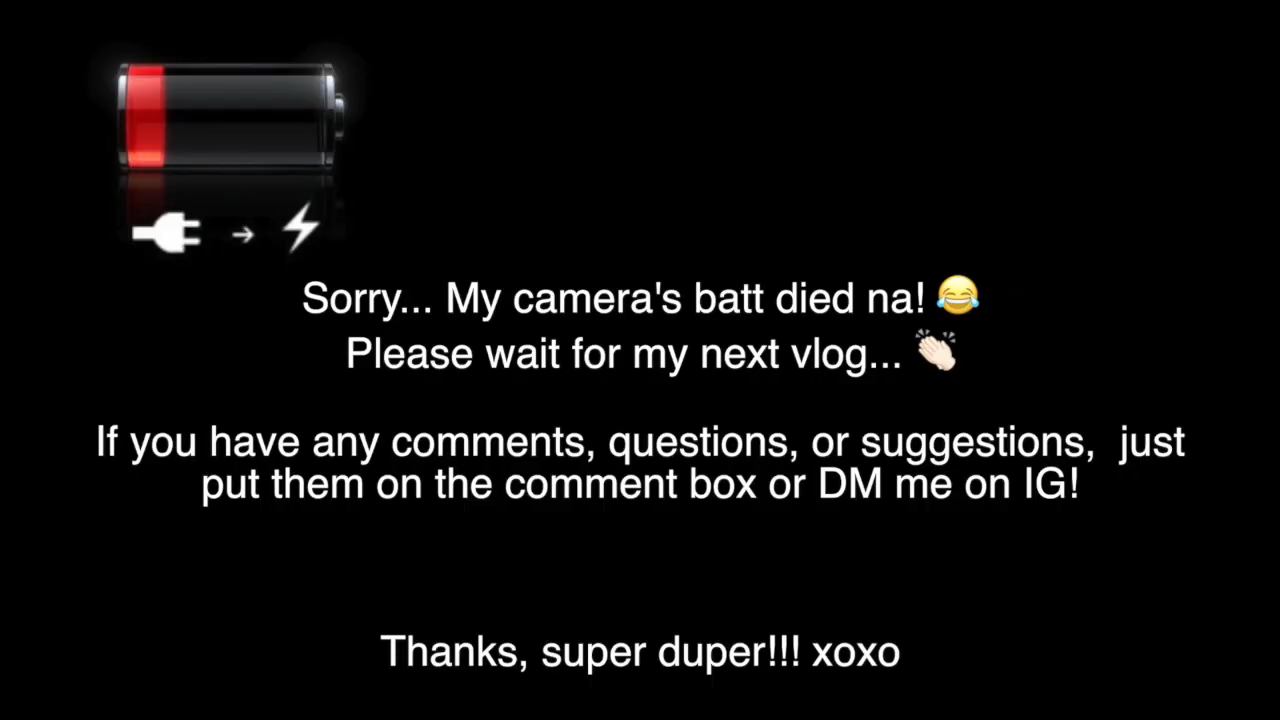 Sorry... My camera's batt died na! 😂
Please wait for my next vlog... 👏🏻
If you have any comments, questions, or suggestions,  just
put them on the comment box or DM me on IG!
Thanks, super duper!!! xoxo